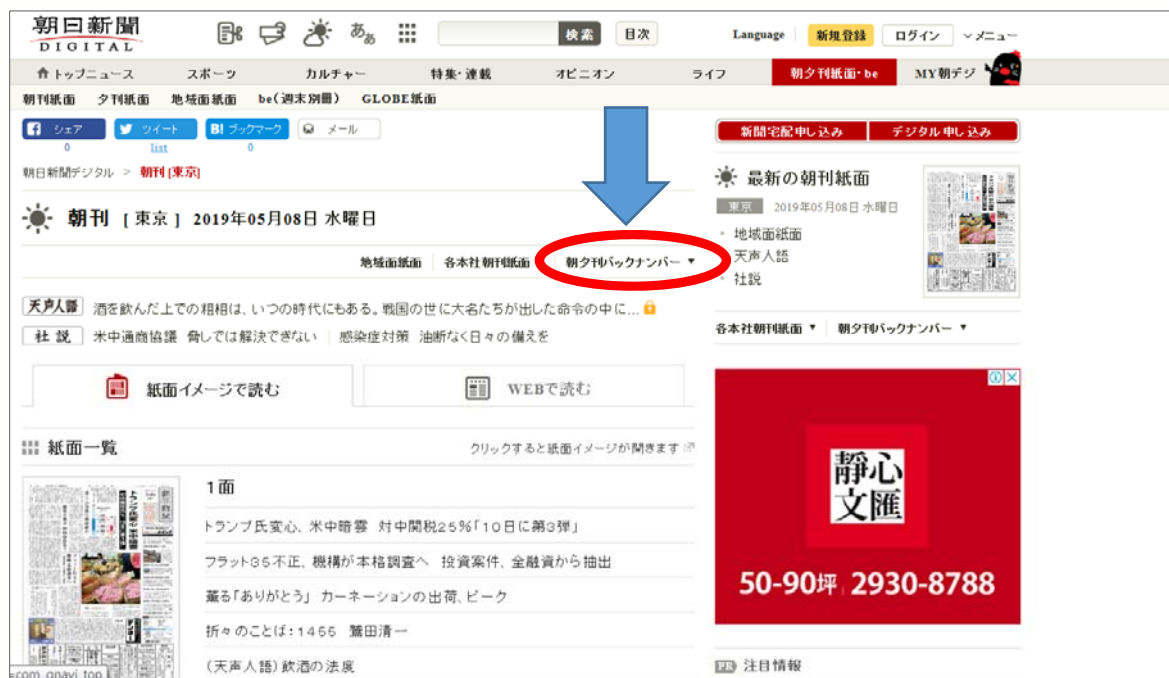 朝日新聞
DIGITAL
あぁぁ
検索
目次
Language
新規登録
ログイン
メニュー
トップニュース
スポーツ
カルチャー
特集・連載
オピニオン
ライフ
朝夕刊紙面・be
MY朝デジ
朝刊紙面 夕刊紙面 地域面紙面 be(週末別冊) GLOBE紙面
シェア
ツイート
B! ブックマーク
メール
0
list
0
新聞宅配申し込み
デジタル申し込み
朝日新聞デジタル > 朝刊 [東京]
朝刊 [ 東京 ] 2019年05月08日 水曜日
地域面紙面
各本社朝刊紙面
朝夕刊バックナンバー ▼
天声人語 酒を飲んだ上での粗相は、いつの時代にもある。戦国の世に大名たちが出した命令の中に...
社説 米中通商協議 脅しでは解決できない | 感染症対策 油断なく日々の備えを
最新の朝刊紙面
東京 2019年05月08日 水曜日
・ 地域面紙面
・ 天声人語
・ 社説
各本社朝刊紙面 ▼ 朝夕刊バックナンバー ▼
紙面イメージで読む
WEBで読む
紙面一覧
クリックすると紙面イメージが開きます
1面
トランプ氏変心、米中暗雲 対中関税25%「10日に第3弾」
フラット35不正、機構が本格調査へ 投資案件、全融資から抽出
薫る「ありがとう」 カーネーションの出荷、ピーク
折々のことば:1466 鷲田清一
(天声人語)飲酒の法度
靜心
文匯
50-90坪 2930-8788
PR 注目情報